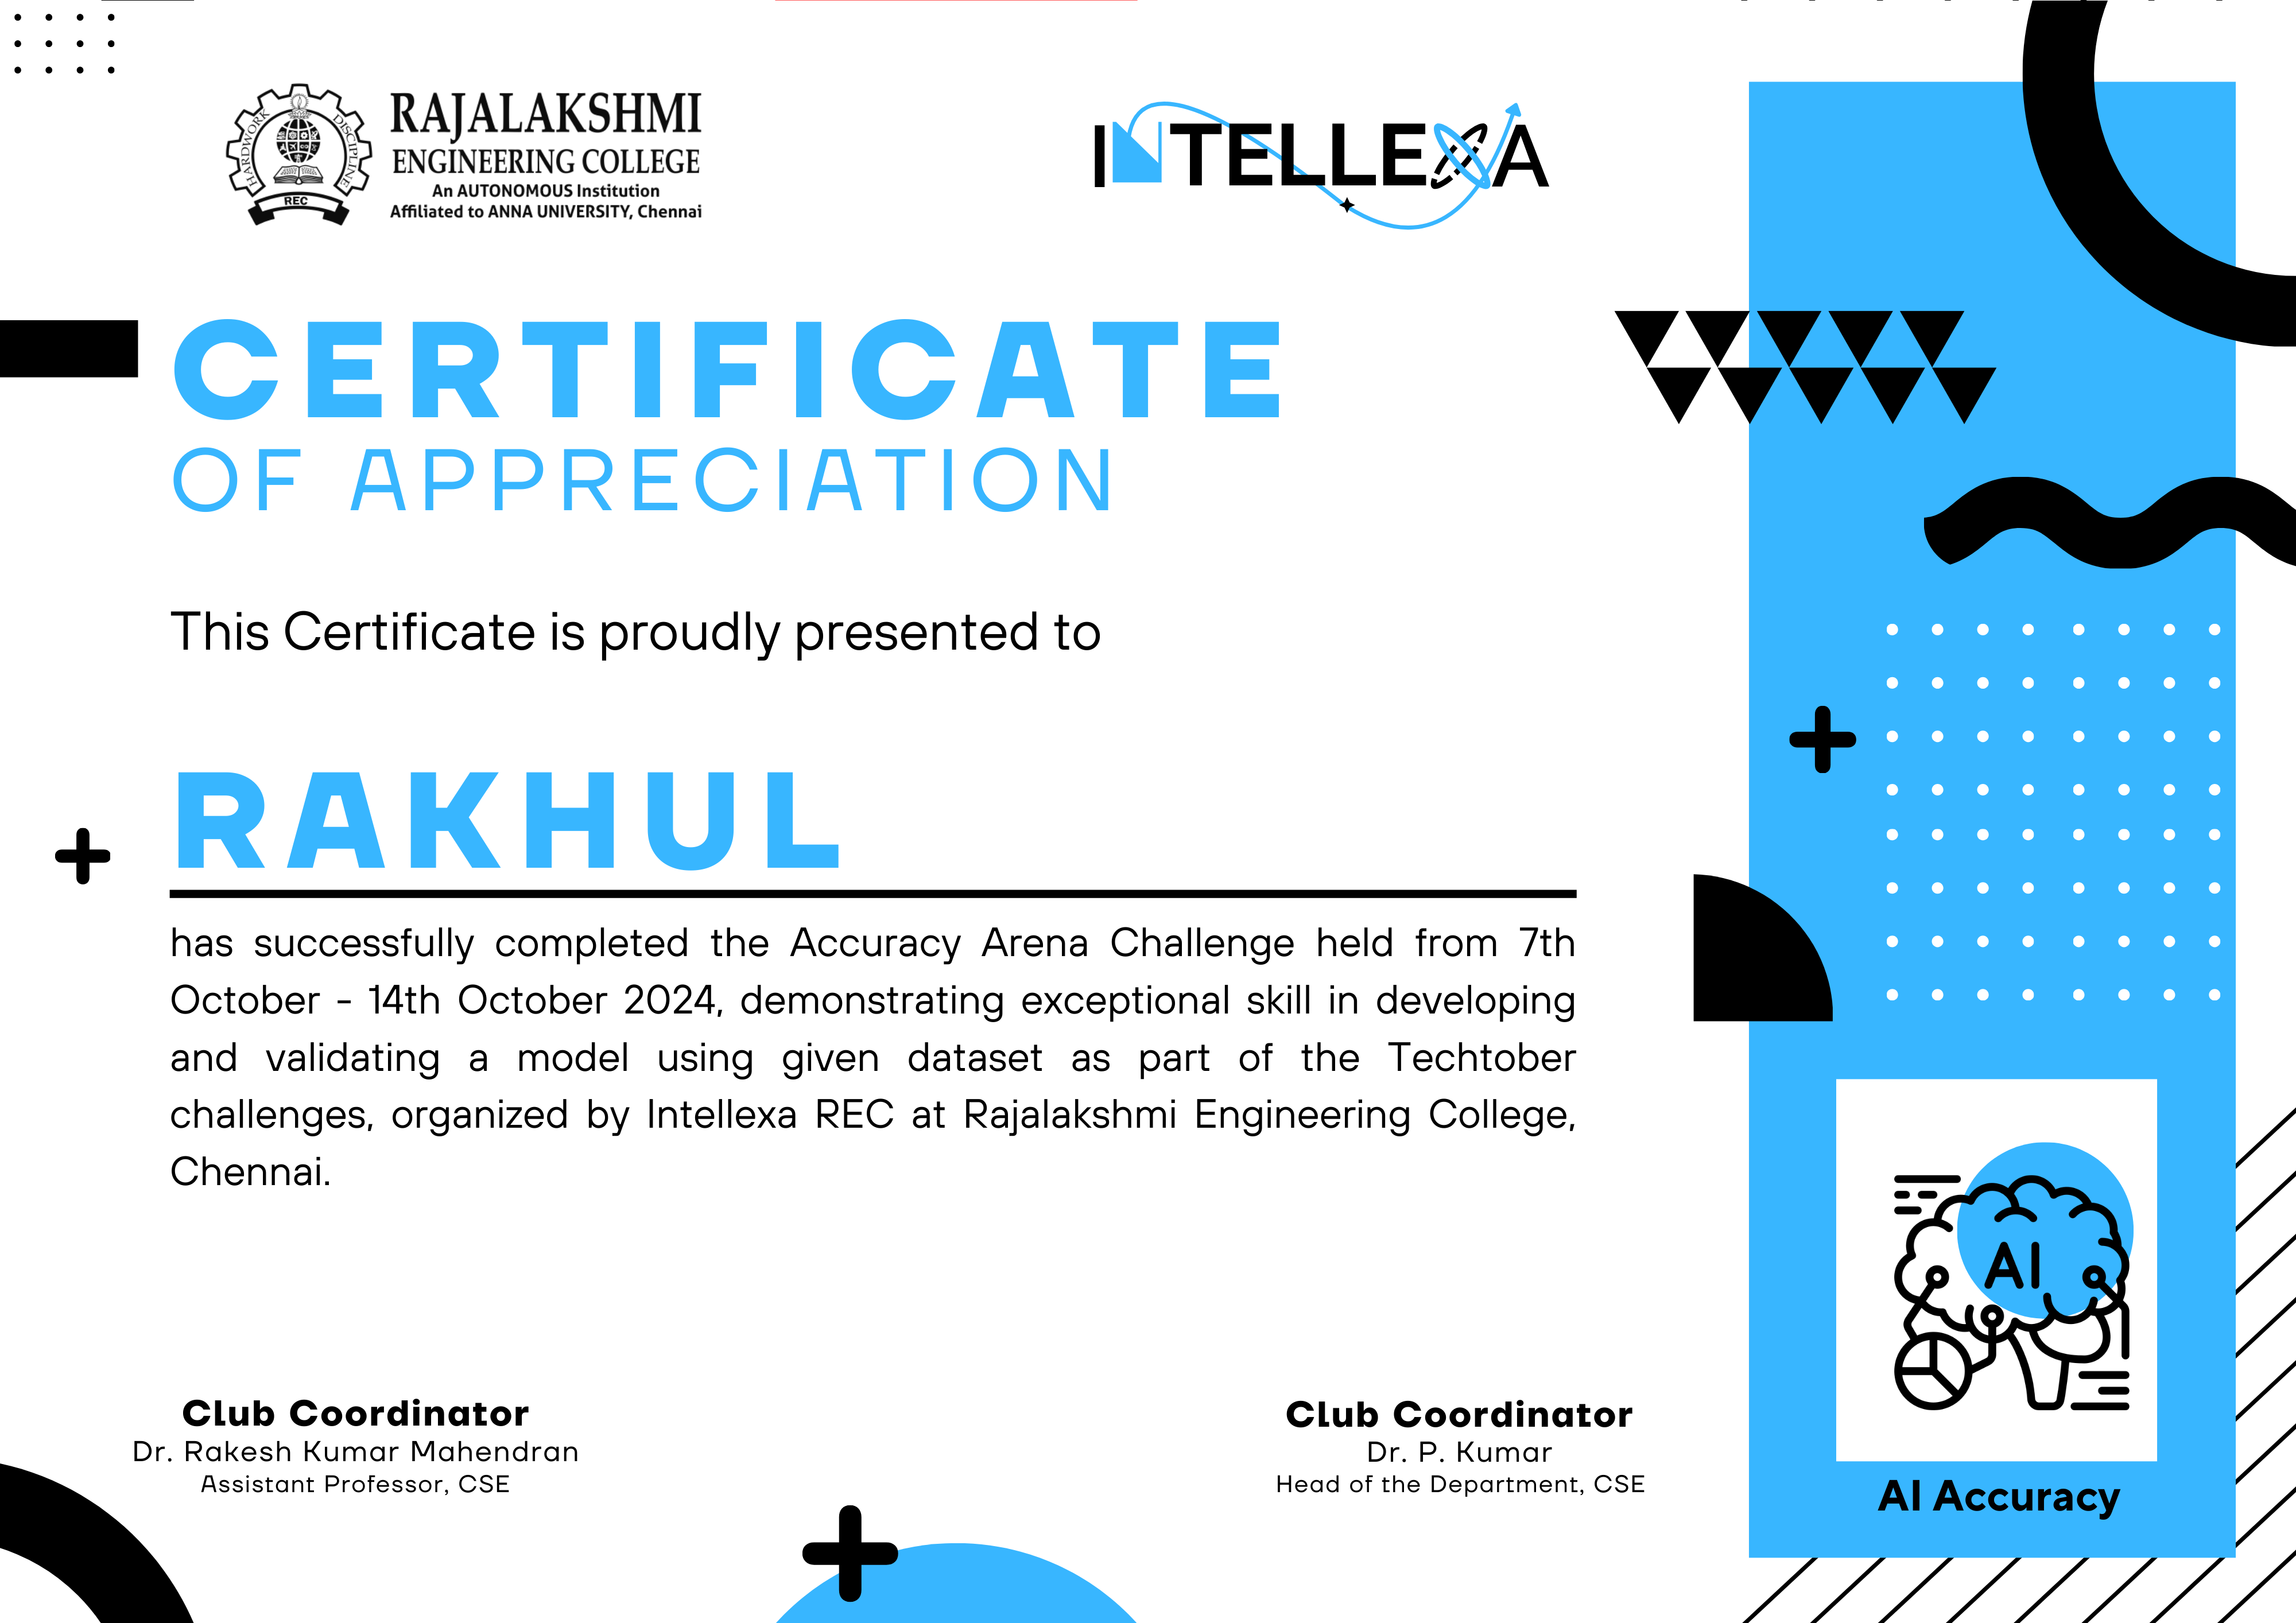 HARDWORK
DISCIPLINE
REC
RAJALAKSHMI
ENGINEERING COLLEGE
An AUTONOMOUS Institution
Affiliated to ANNA UNIVERSITY, Chennai
INTELLEXA
CERTIFICATE
OF APPRECIATION
This Certificate is proudly presented to
RAKHUL
has successfully completed the Accuracy Arena Challenge held from 7th
October - 14th October 2024, demonstrating exceptional skill in developing
and validating a model using given dataset as part of the Techtober
challenges, organized by Intellexa REC at Rajalakshmi Engineering College,
Chennai.
Club Coordinator
Dr. Rakesh Kumar Mahendran
Assistant Professor, CSE
Club Coordinator
Dr. P. Kumar
Head of the Department, CSE
AI
AI Accuracy